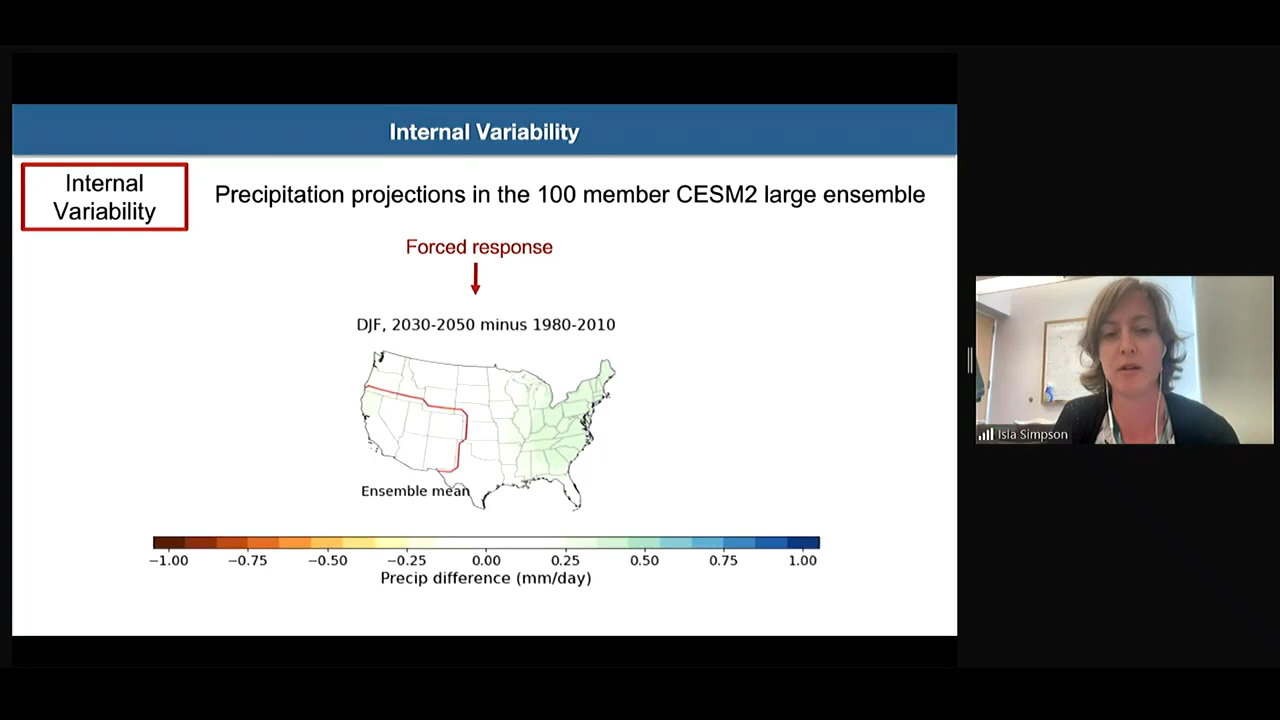 Internal Variability
Internal
Variability
Precipitation projections in the 100 member CESM2 large ensemble
Forced response
DJF, 2030-2050 minus 1980-2010
Ensemble mean
−1.00 −0.75 −0.50 −0.25 0.00 0.25 0.50 0.75 1.00
Precip difference (mm/day)
Isla Simpson